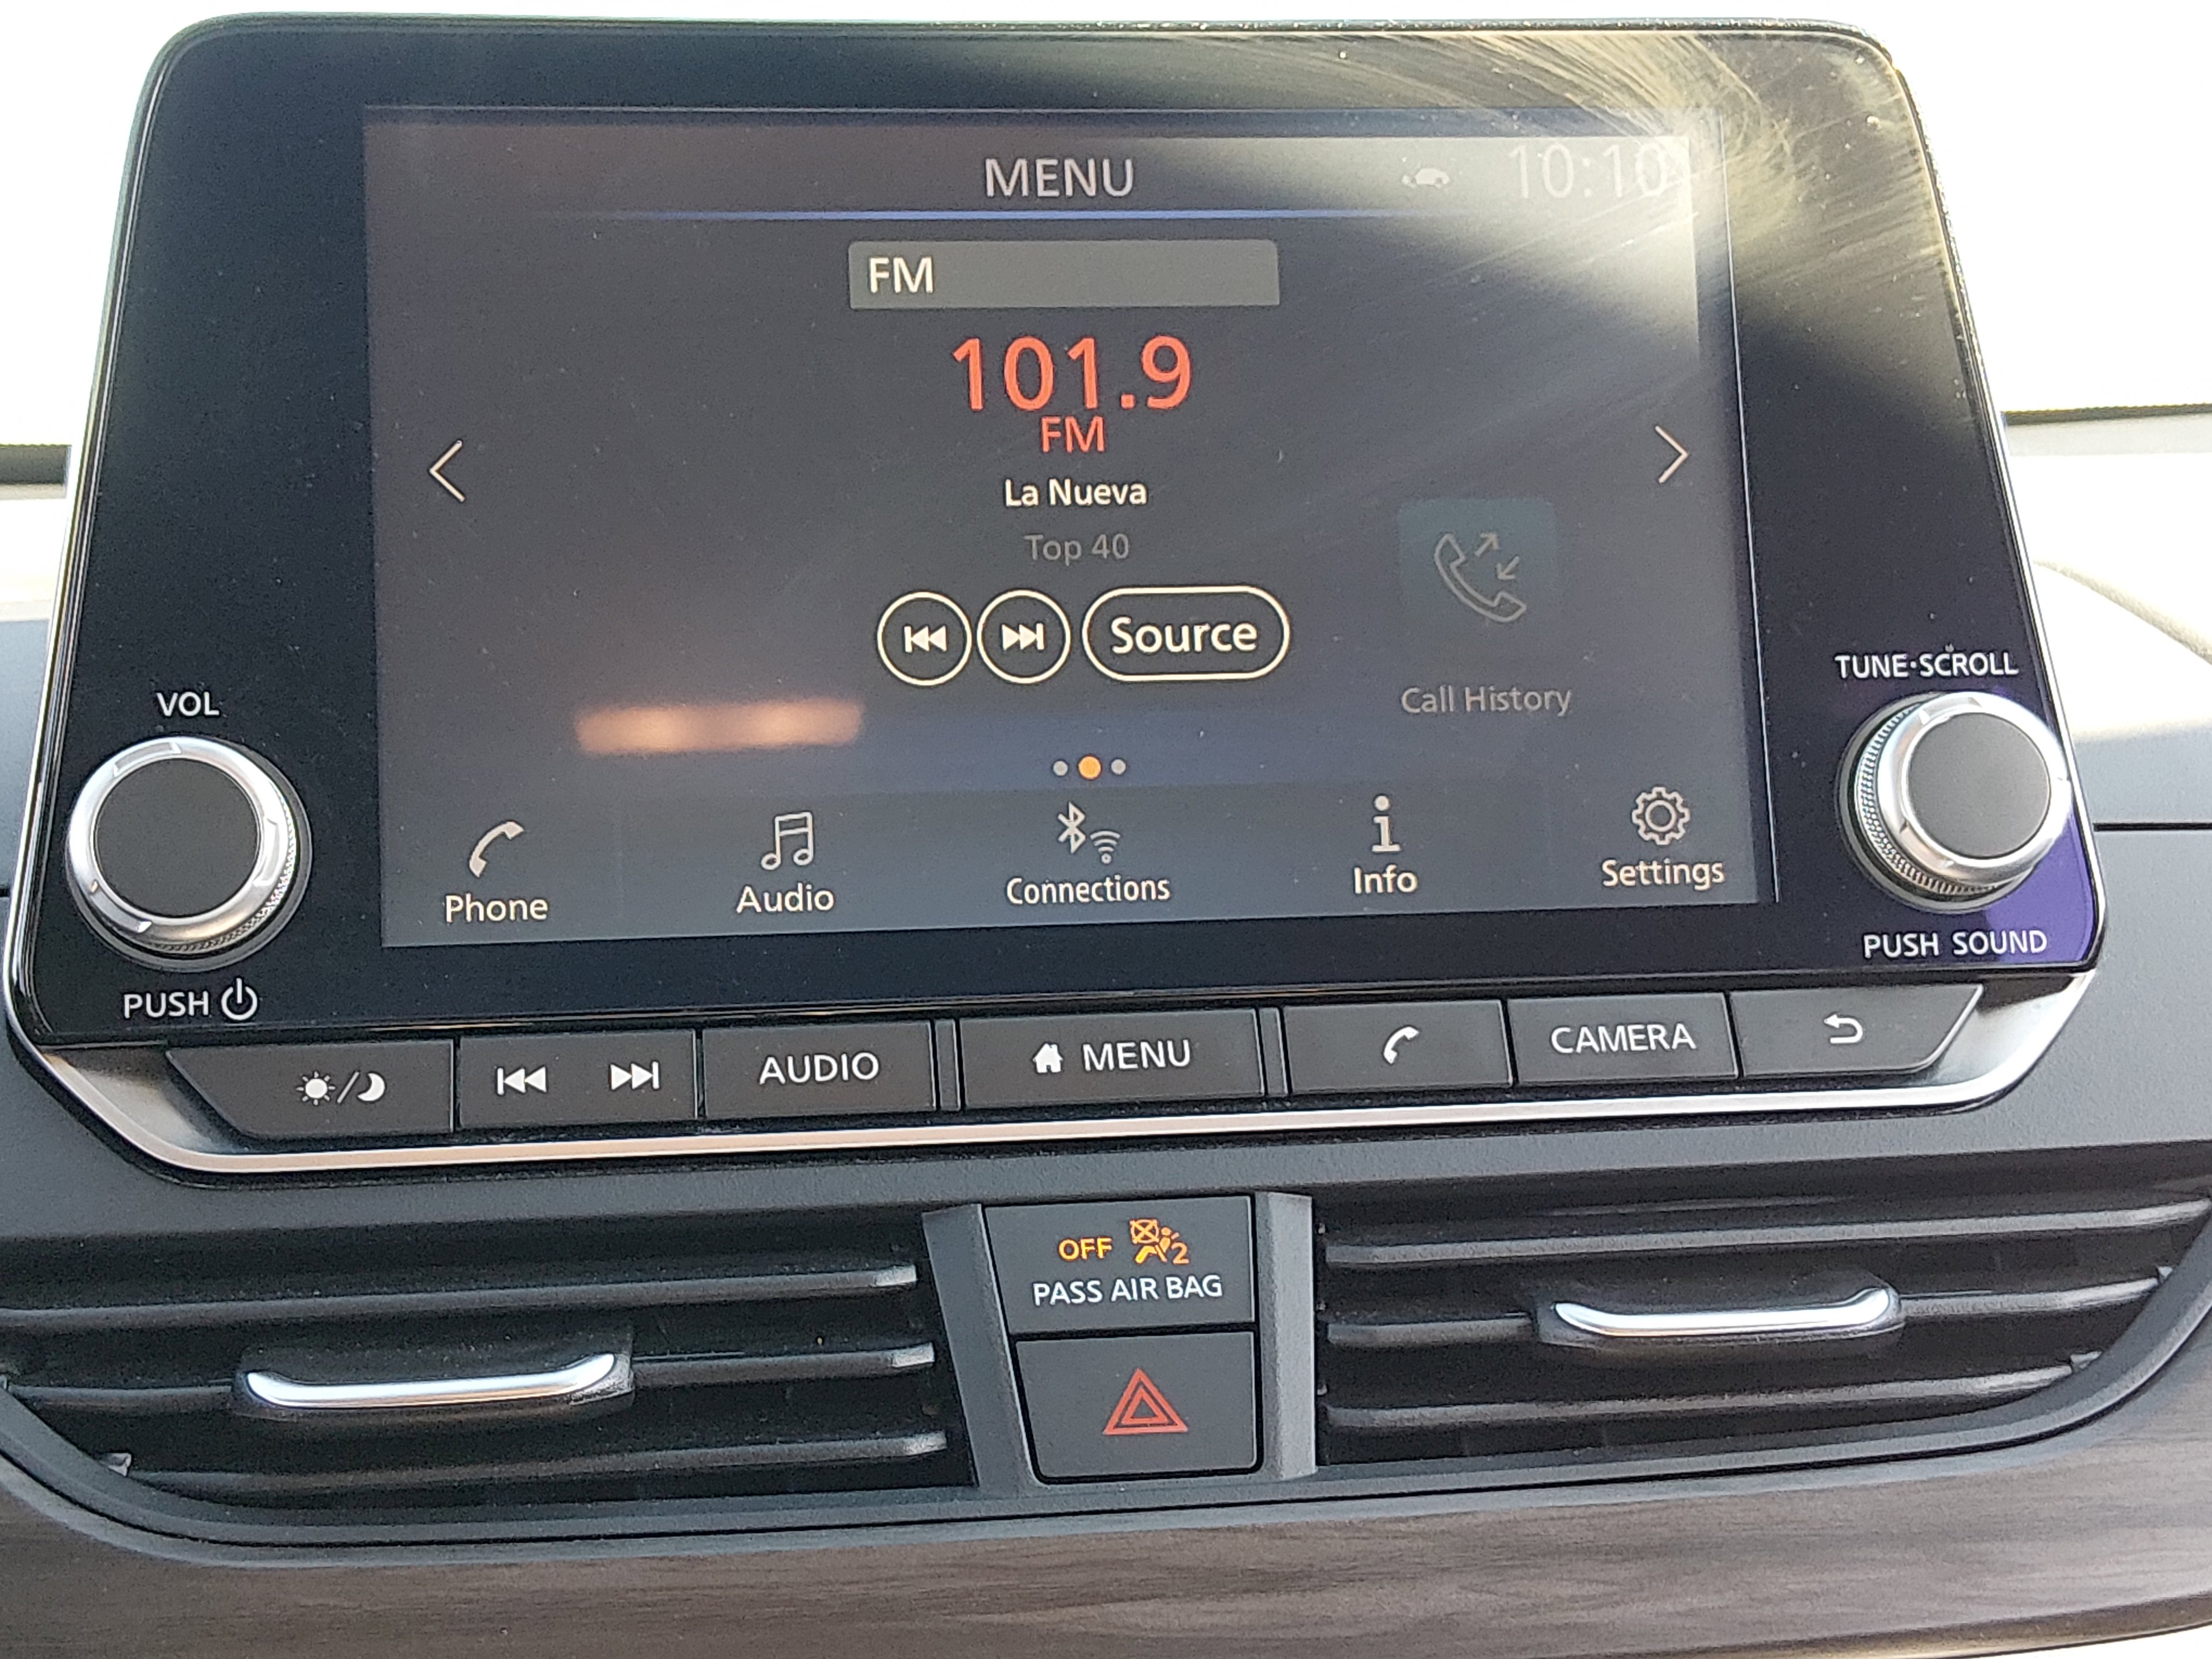 MENU
10:10
FM
101.9
FM
La Nueva
Top 40
Source
Call History
VOL
TUNE·SCROLL
Phone
Audio
Connections
Info
Settings
PUSH
PUSH SOUND
AUDIO
MENU
CAMERA
OFF 2
PASS AIR BAG